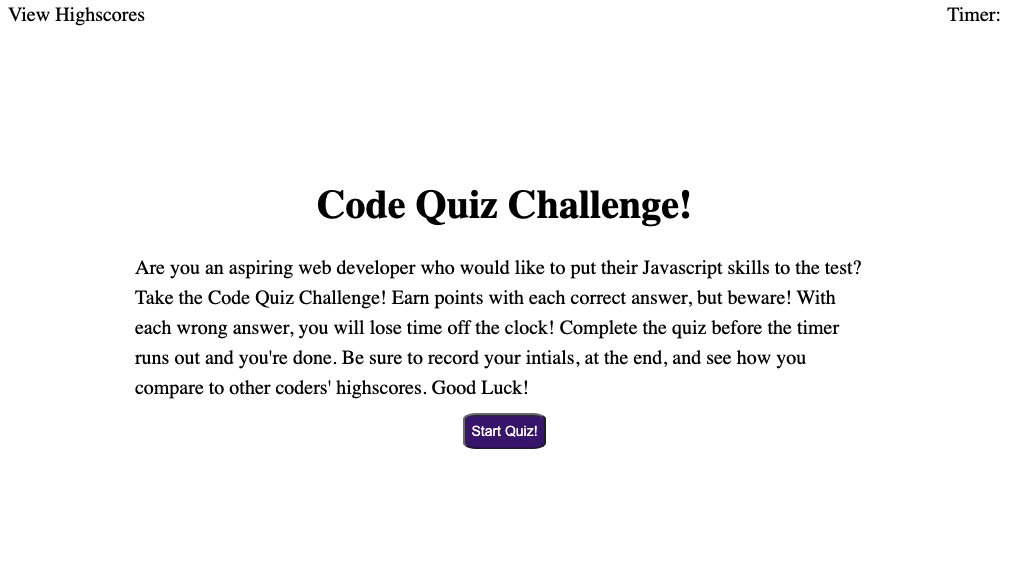 View Highscores
Timer:
Code Quiz Challenge!
Are you an aspiring web developer who would like to put their Javascript skills to the test?
Take the Code Quiz Challenge! Earn points with each correct answer, but beware! With
each wrong answer, you will lose time off the clock! Complete the quiz before the timer
runs out and you're done. Be sure to record your intials, at the end, and see how you
compare to other coders' highscores. Good Luck!
Start Quiz!